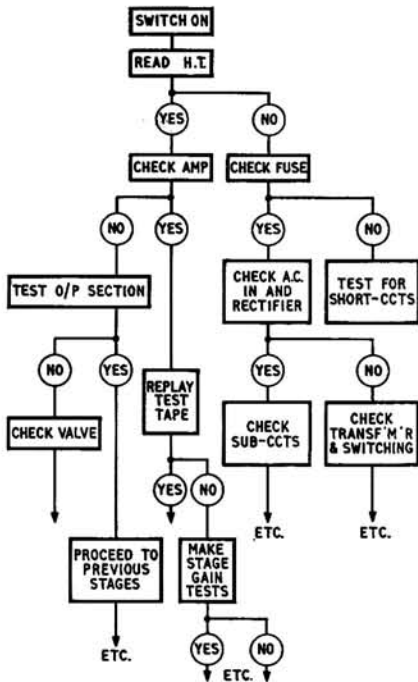 SWITCH ON
READ H.T.
YES
NO
CHECK AMP
CHECK FUSE
NO
YES
YES
NO
TEST O/P SECTION
CHECK A.C.
IN AND
RECTIFIER
TEST FOR
SHORT-CCTS
NO
YES
REPLAY
TEST
TAPE
YES
NO
CHECK VALVE
CHECK
SUB-CCTS
CHECK
TRANSF'M'R
& SWITCHING
YES
NO
ETC.
ETC.
PROCEED TO
PREVIOUS
STAGES
MAKE
STAGE
GAIN
TESTS
ETC.
YES
NO
ETC.